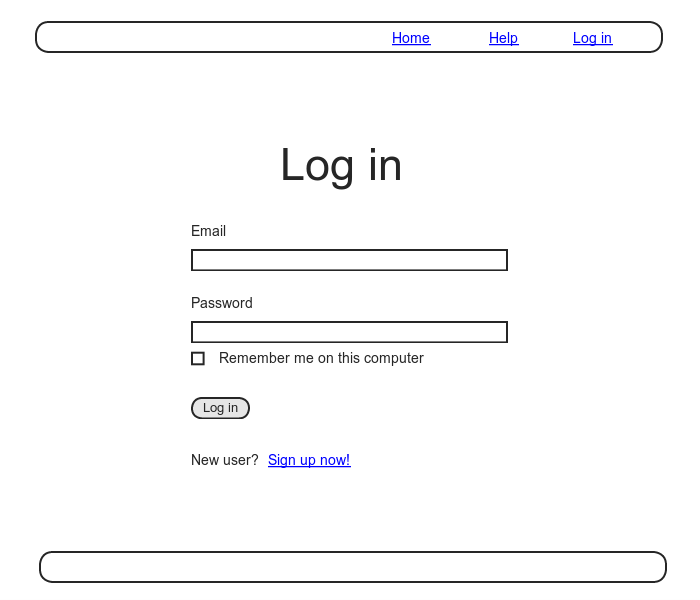 Home Help Log in
Log in
Email
Password
Remember me on this computer
Log in
New user? Sign up now!